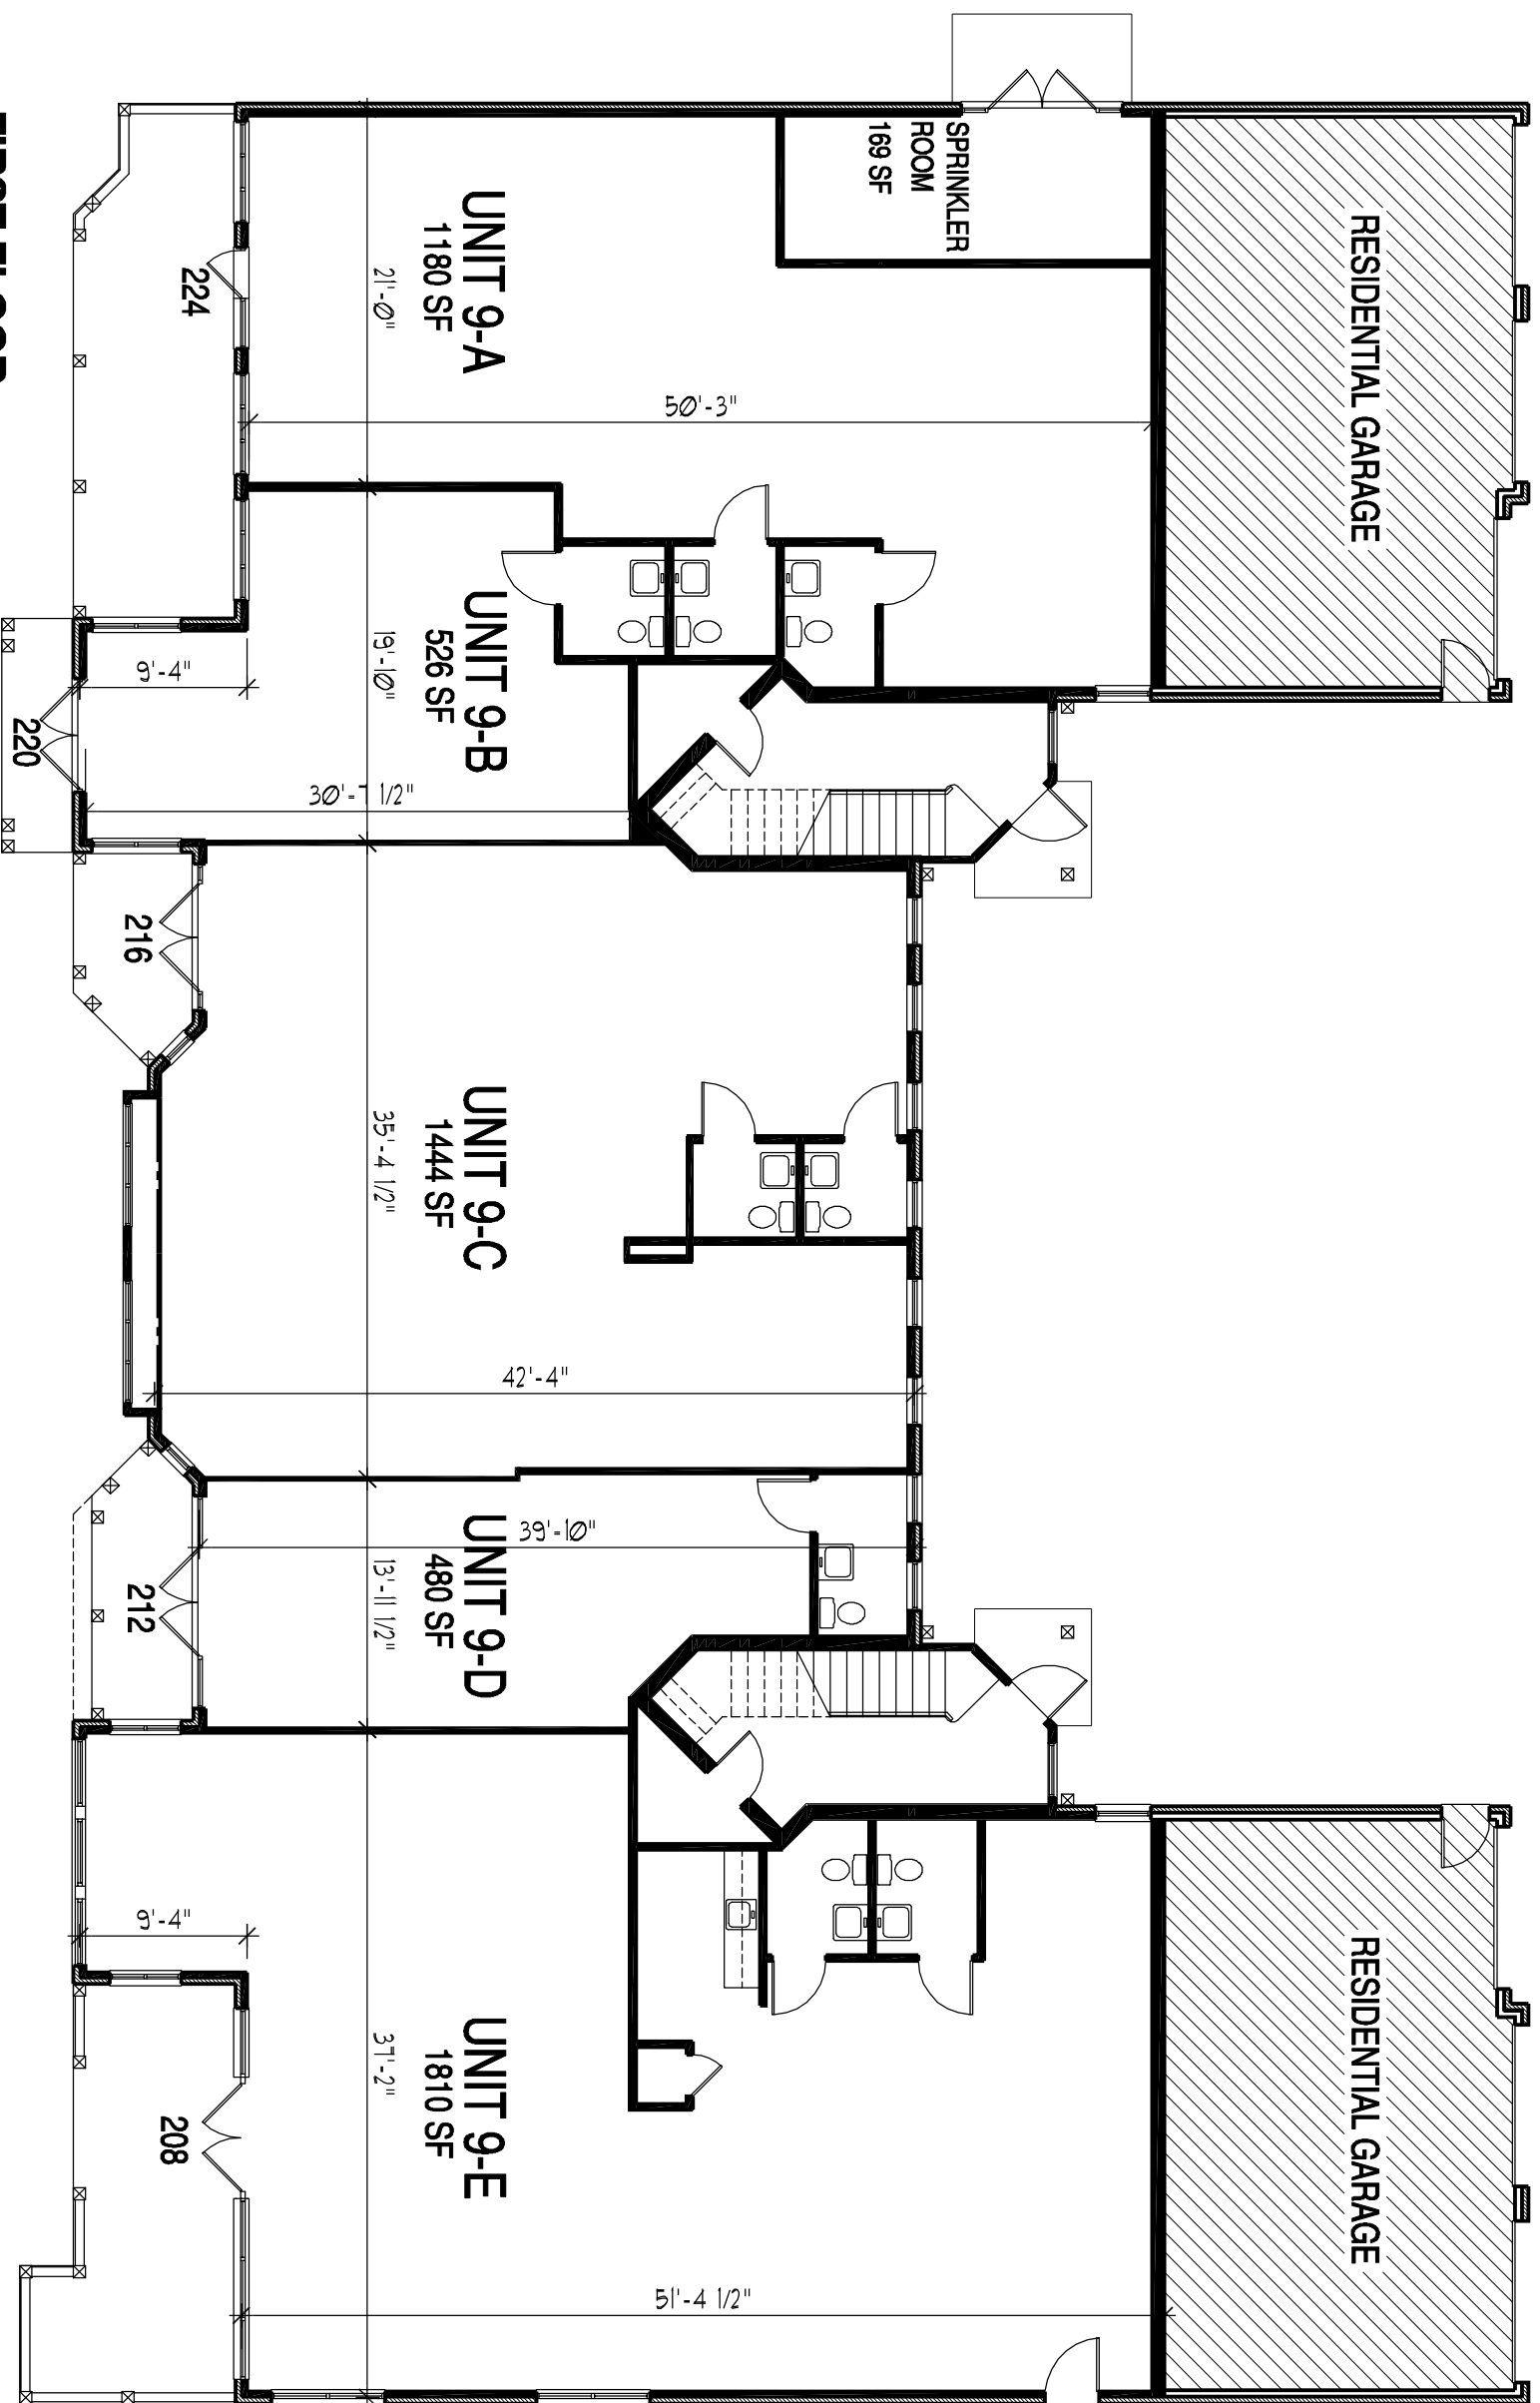 RESIDENTIAL GARAGE
SPRINKLER
ROOM
169 SF
UNIT 9-A
1180 SF
21'-0"
50'-3"
224
UNIT 9-B
526 SF
19'-10"
9'-4"
30'-7 1/2"
220
UNIT 9-C
1444 SF
35'-4 1/2"
42'-4"
216
UNIT 9-D
480 SF
13'-11 1/2"
39'-10"
212
RESIDENTIAL GARAGE
UNIT 9-E
1810 SF
37'-2"
9'-4"
51'-4 1/2"
208
FIRST FLOOR